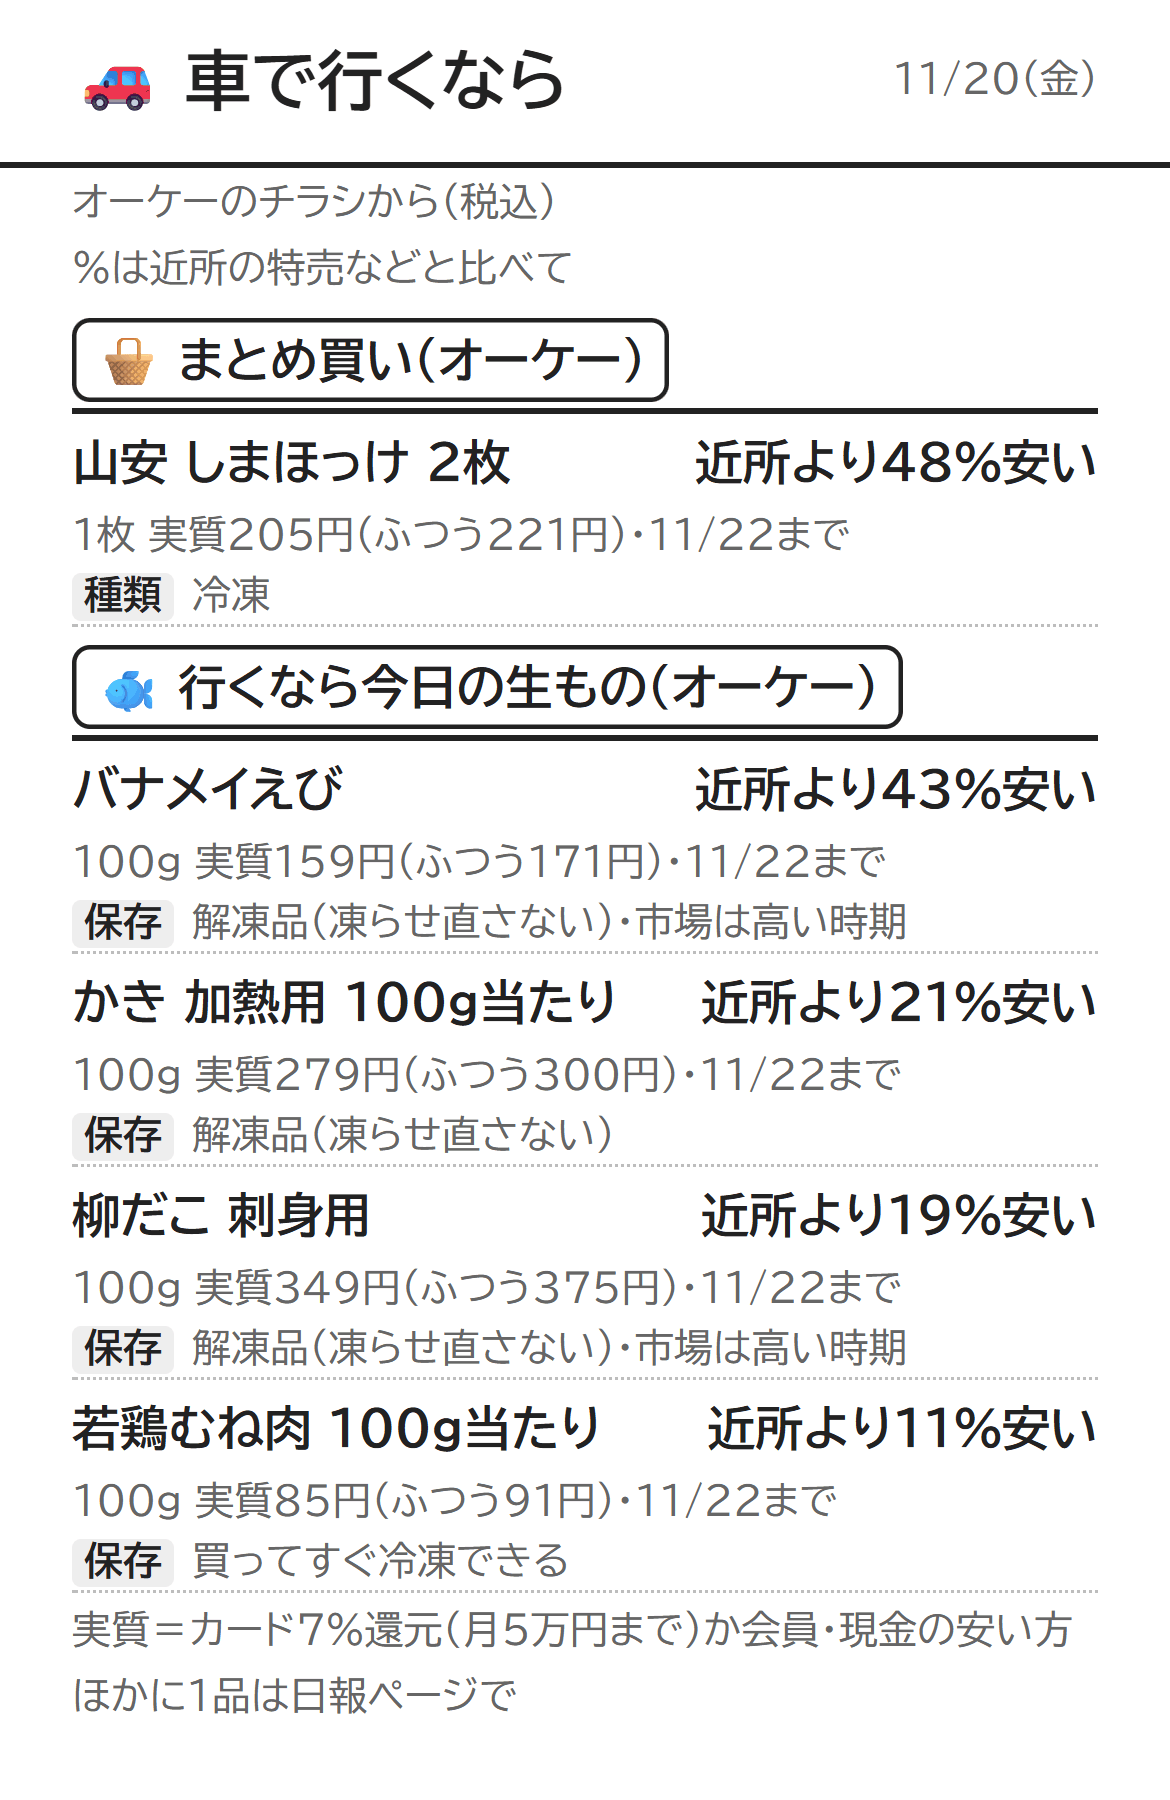 車で行くなら 11/20(金)
オーケーのチラシから(税込)
%は近所の特売などと比べて
まとめ買い(オーケー)
山安 しまほっけ 2枚 近所より48%安い
1枚 実質205円(ふつう221円)・11/22まで
種類 冷凍
行くなら今日の生もの(オーケー)
バナメイえび 近所より43%安い
100g 実質159円(ふつう171円)・11/22まで
保存 解凍品(凍らせ直さない)・市場は高い時期
かき 加熱用 100g当たり 近所より21%安い
100g 実質279円(ふつう300円)・11/22まで
保存 解凍品(凍らせ直さない)
柳だこ 刺身用 近所より19%安い
100g 実質349円(ふつう375円)・11/22まで
保存 解凍品(凍らせ直さない)・市場は高い時期
若鶏むね肉 100g当たり 近所より11%安い
100g 実質85円(ふつう91円)・11/22まで
保存 買ってすぐ冷凍できる
実質=カード7%還元(月5万円まで)か会員・現金の安い方
ほかに1品は日報ページで